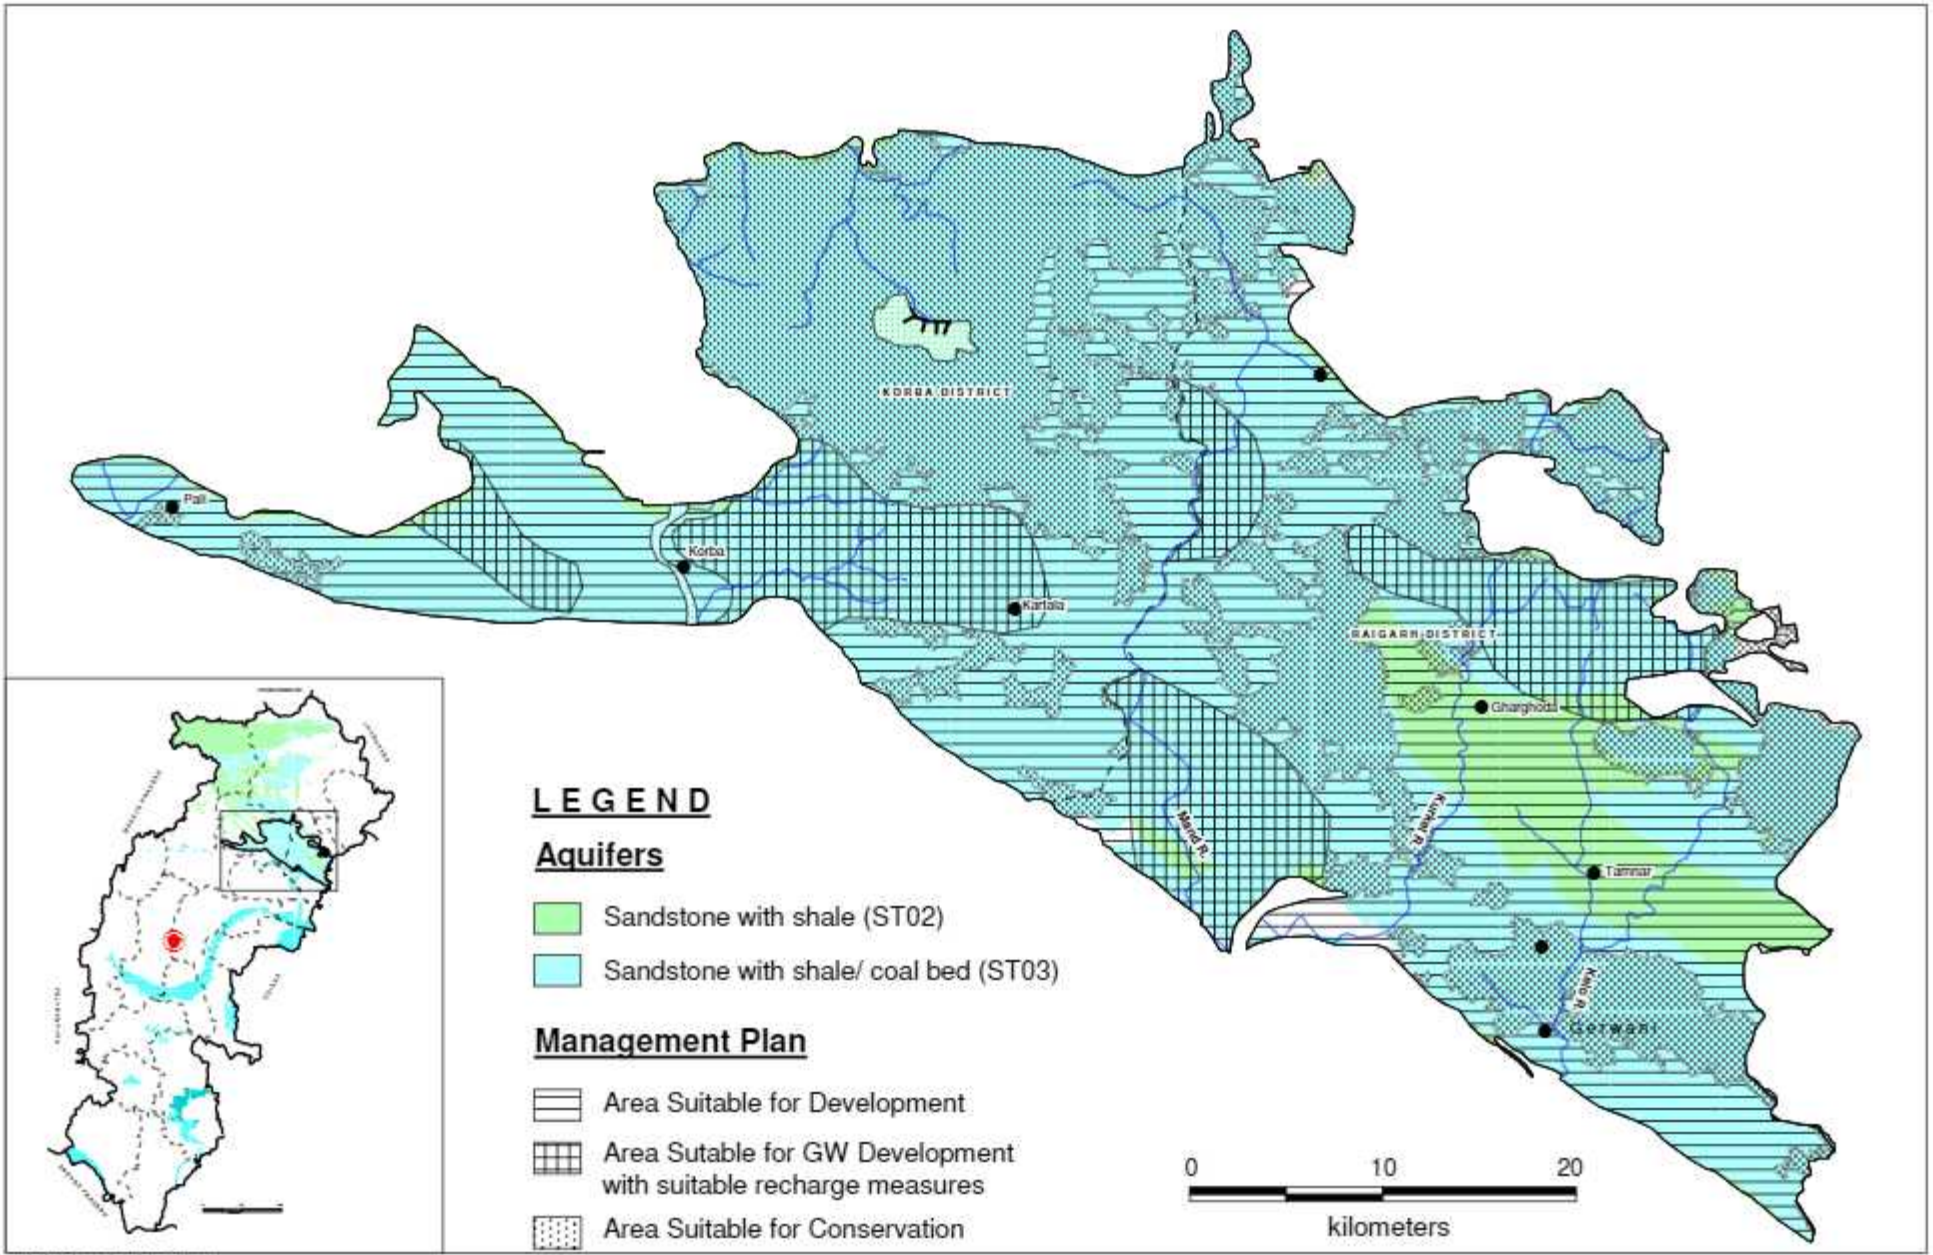 KORBA DISTRICT
Pali
Korba
Kartala
RAIGARH DISTRICT
Gharghoda
Mand R.
Kurket R.
Tamnar
Kelo R.
Gerwani
LEGEND
Aquifers
Sandstone with shale (ST02)
Sandstone with shale/ coal bed (ST03)
Management Plan
Area Suitable for Development
Area Sutable for GW Development
with suitable recharge measures
Area Suitable for Conservation
0 10 20
kilometers